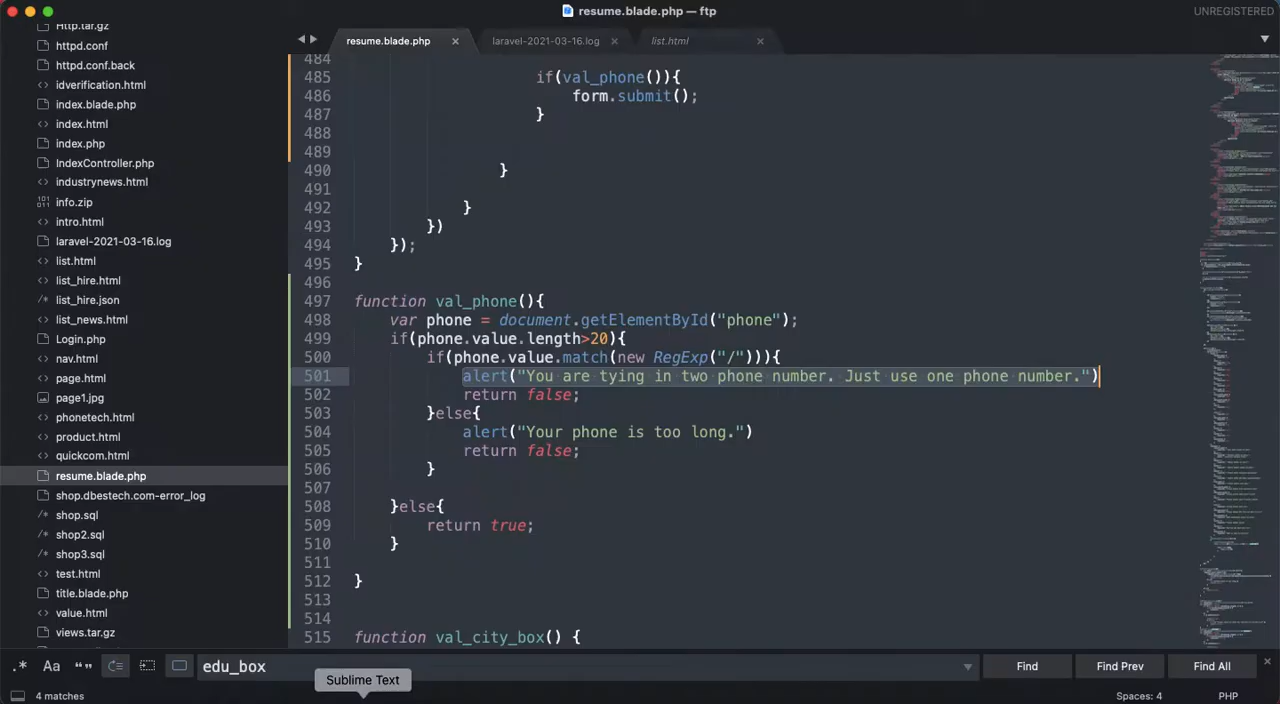 resume.blade.php — ftp
UNREGISTERED
Http.tar.gz
httpd.conf
httpd.conf.back
idverification.html
index.blade.php
index.html
index.php
IndexController.php
industrynews.html
info.zip
intro.html
laravel-2021-03-16.log
list.html
list_hire.html
list_hire.json
list_news.html
Login.php
nav.html
page.html
page1.jpg
phonetech.html
product.html
quickcom.html
resume.blade.php
shop.dbestech.com-error_log
shop.sql
shop2.sql
shop3.sql
test.html
title.blade.php
value.html
views.tar.gz
resume.blade.php
laravel-2021-03-16.log
list.html
484
485 if(val_phone()){
486 form.submit();
487 }
488
489
490 }
491
492 }
493 })
494 });
495 }
496
497 function val_phone(){
498 var phone = document.getElementById("phone");
499 if(phone.value.length>20){
500 if(phone.value.match(new RegExp("/"))){
501 alert("You are tying in two phone number. Just use one phone number.")
502 return false;
503 }else{
504 alert("Your phone is too long.")
505 return false;
506 }
507
508 }else{
509 return true;
510 }
511
512 }
513
514
515 function val_city_box() {
.* Aa “” edu_box Find Find Prev Find All
Sublime Text
4 matches
Spaces: 4
PHP